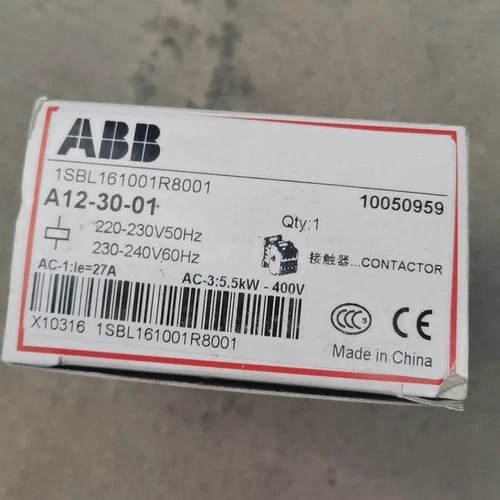 ABB
1SBL161001R8001
10050959
A12-30-01
220-230V50Hz
230-240V60Hz
Qty:1
接触器...CONTACTOR
AC-1:Ie=27A
AC-3:5.5kW - 400V
X10316 1SBL161001R8001
CCC
Made in China